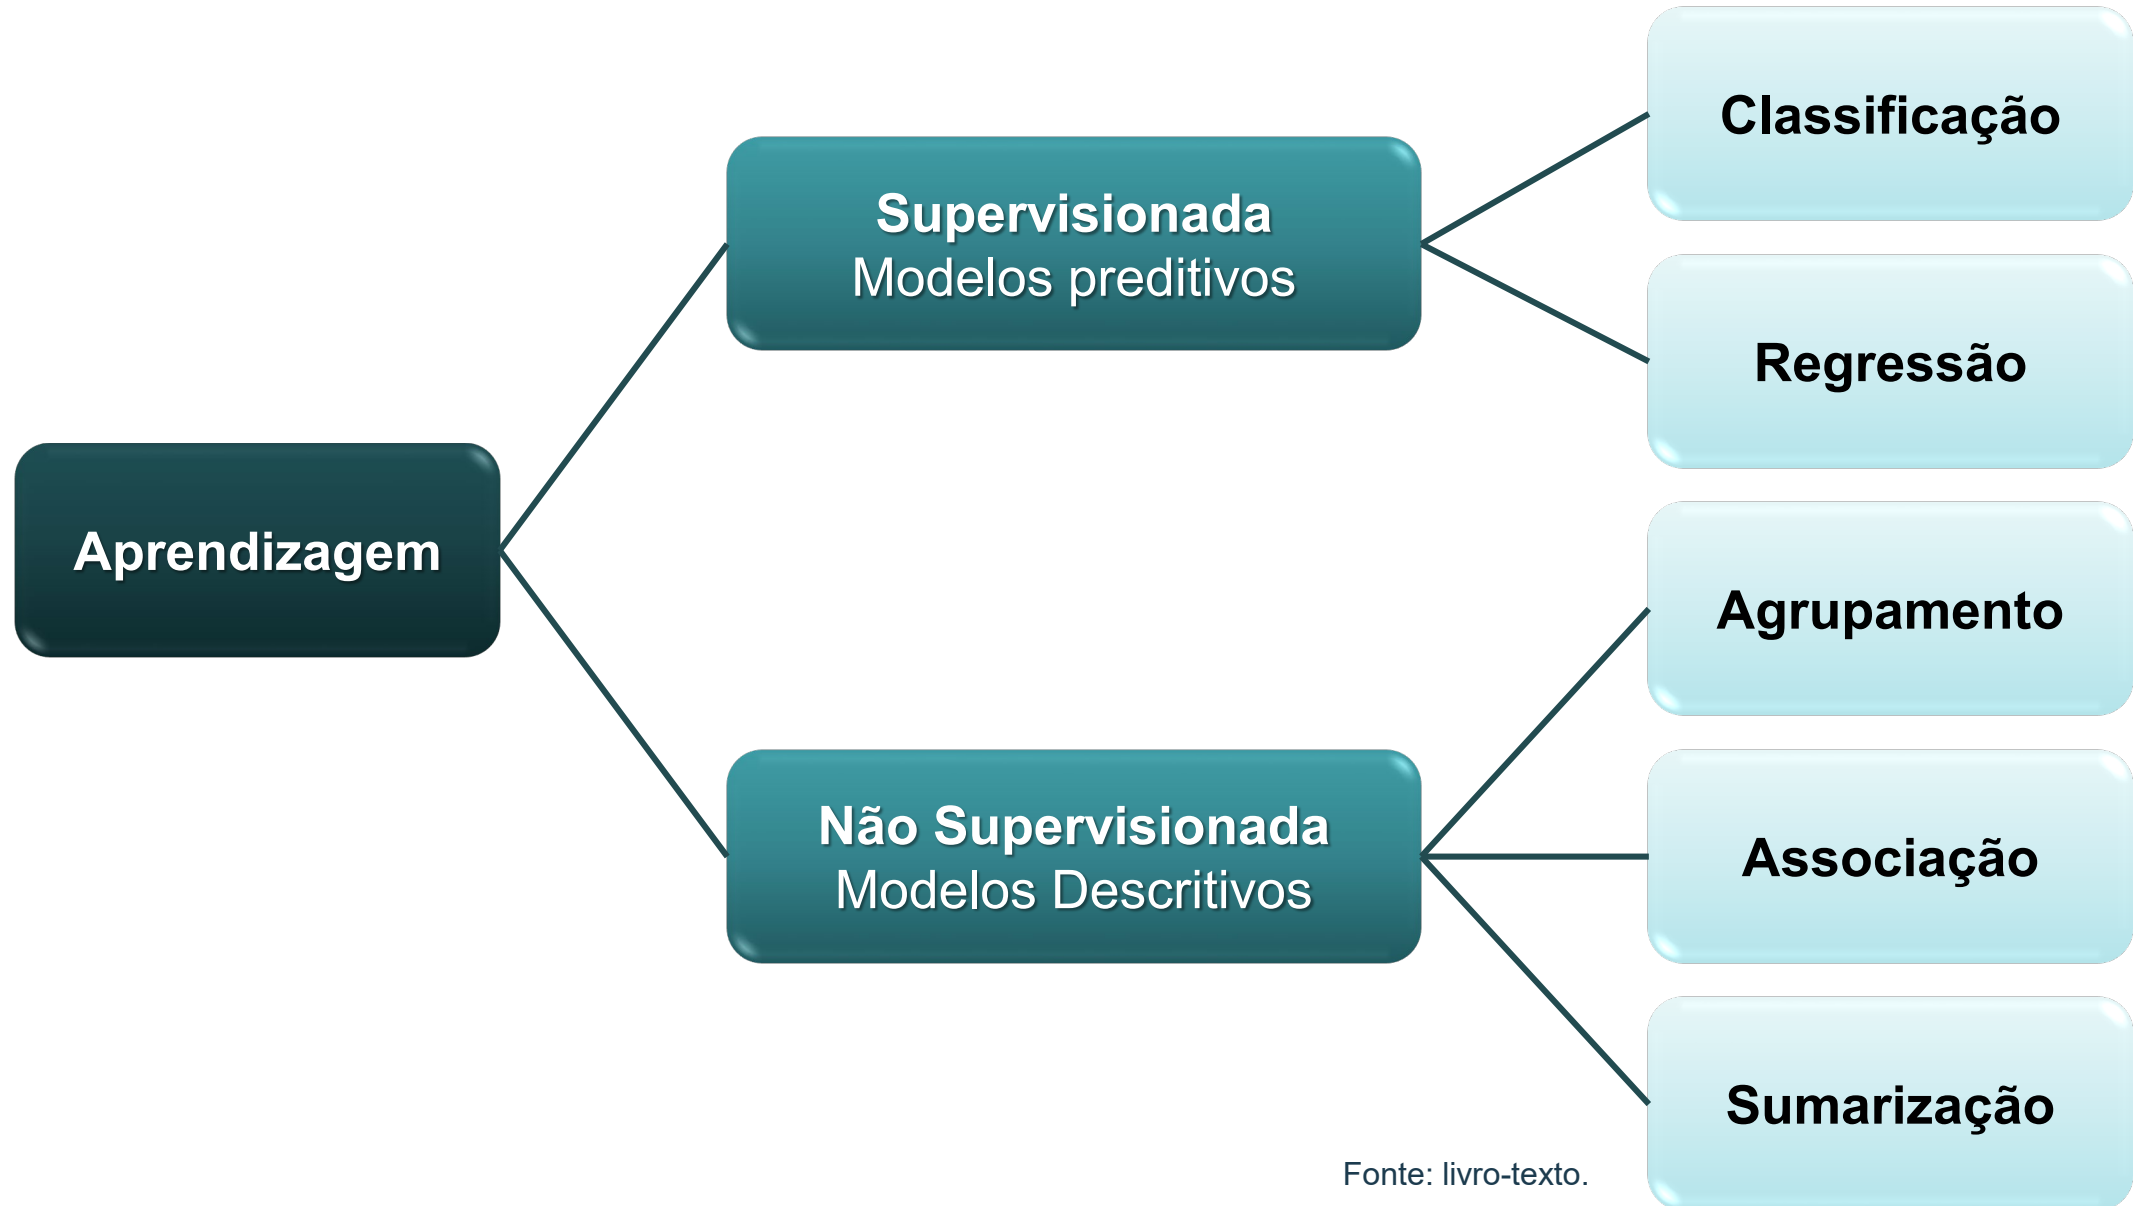 Aprendizagem
Supervisionada
Modelos preditivos
Classificação
Regressão
Não Supervisionada
Modelos Descritivos
Agrupamento
Associação
Sumarização
Fonte: livro-texto.